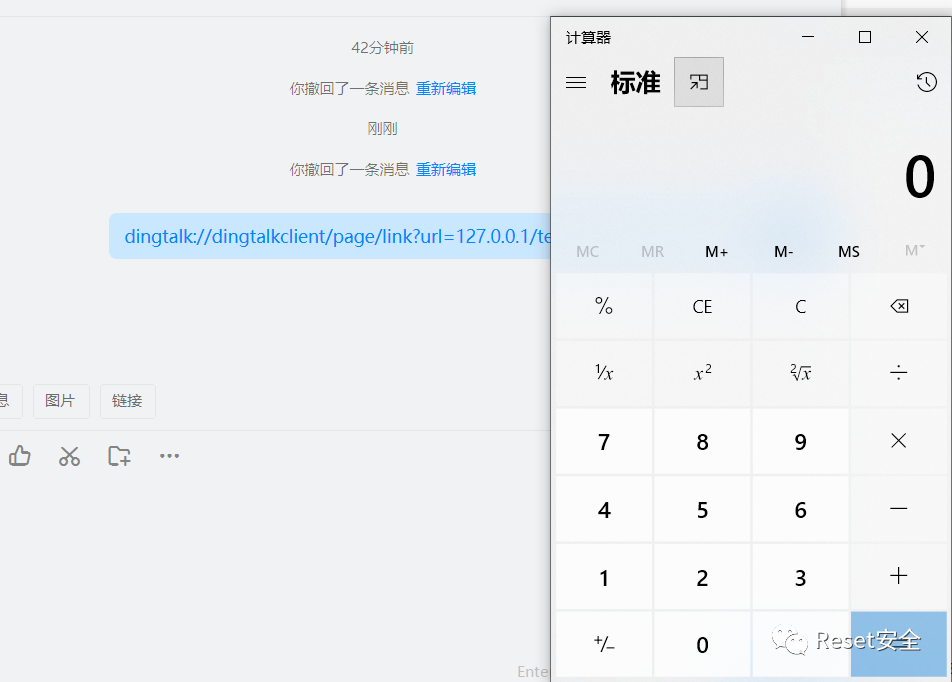 42分钟前
你撤回了一条消息 重新编辑
刚刚
你撤回了一条消息 重新编辑
dingtalk://dingtalkclient/page/link?url=127.0.0.1/te
息 图片 链接
Ente
计算器
标准
0
MC MR M+ M- MS M˅
% CE C
¹/x x² ²√x ÷
7 8 9 ×
4 5 6 −
1 2 3 +
+/− 0 =
Reset安全